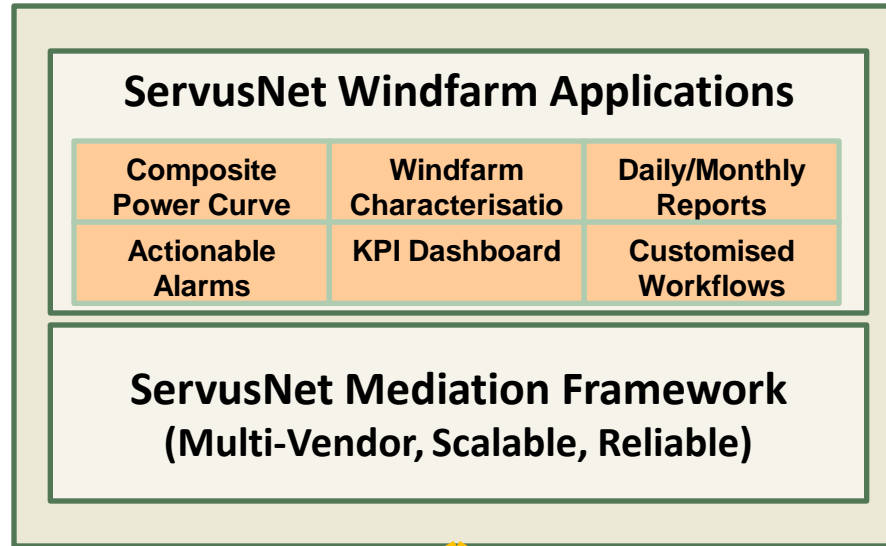 ServusNet Windfarm Applications
Composite
Power Curve
Windfarm
Characterisatio
Daily/Monthly
Reports
Actionable
Alarms
KPI Dashboard
Customised
Workflows
ServusNet Mediation Framework
(Multi-Vendor, Scalable, Reliable)